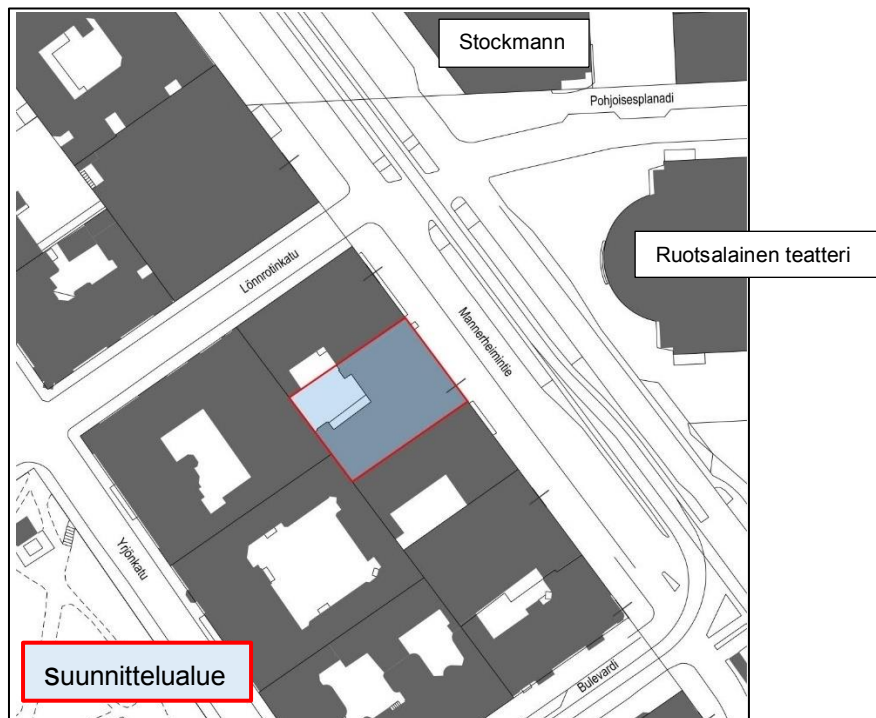 Stockmann
Pohjoisesplanadi
Ruotsalainen teatteri
Lönnrotinkatu
Mannerheimintie
Yrjönkatu
Suunnittelualue
Bulevardi